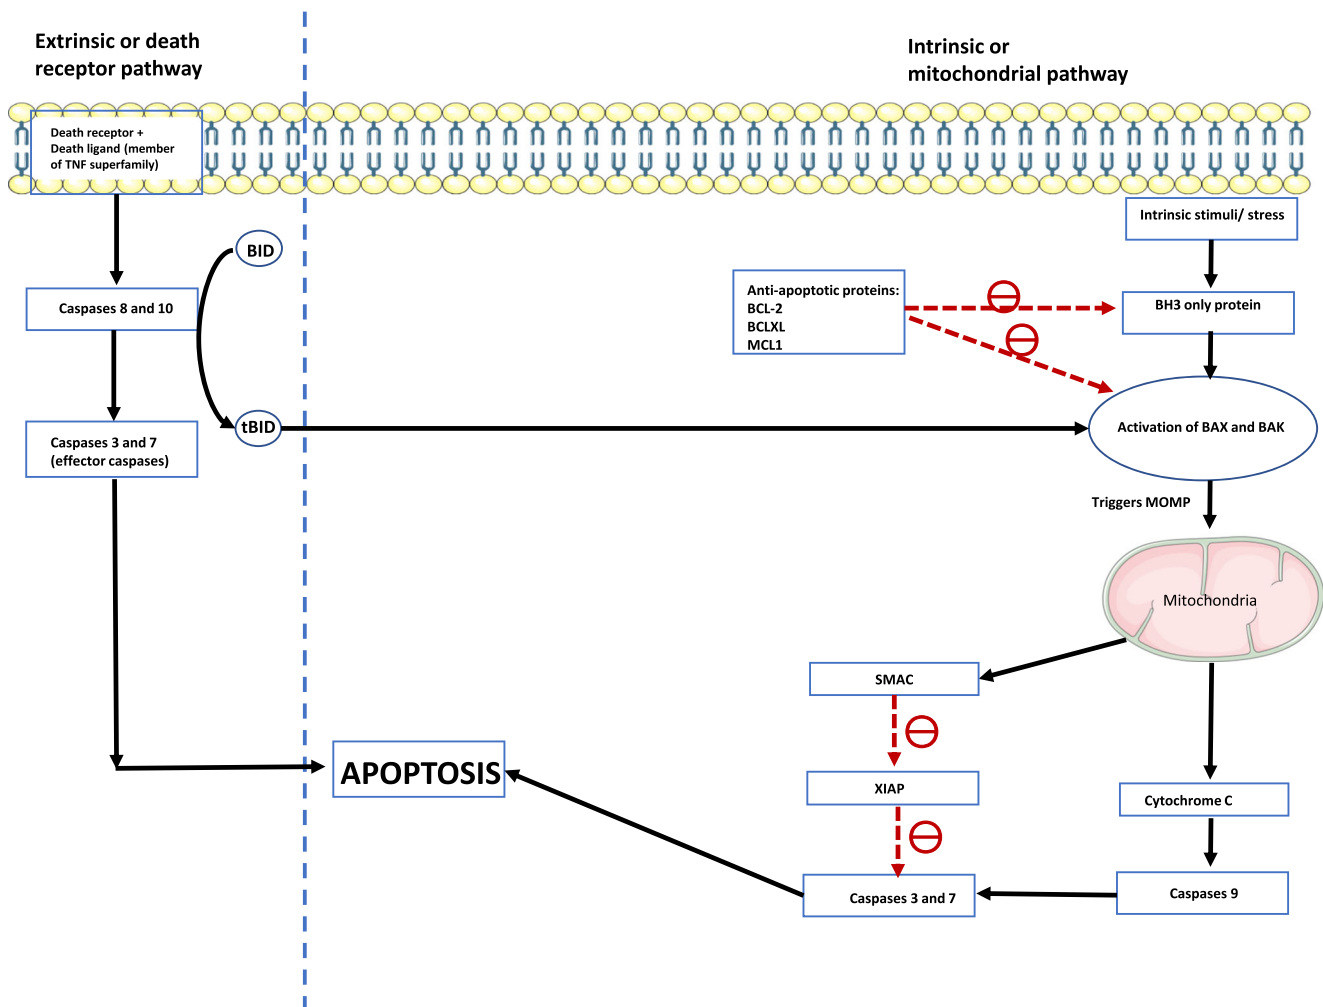 Extrinsic or death
receptor pathway
Death receptor +
Death ligand (member
of TNF superfamily)
BID
Caspases 8 and 10
tBID
Caspases 3 and 7
(effector caspases)
Intrinsic or
mitochondrial pathway
Intrinsic stimuli/ stress
Anti-apoptotic proteins:
BCL-2
BCLXL
MCL1
BH3 only protein
Activation of BAX and BAK
Triggers MOMP
Mitochondria
SMAC
XIAP
Cytochrome C
Caspases 9
Caspases 3 and 7
APOPTOSIS